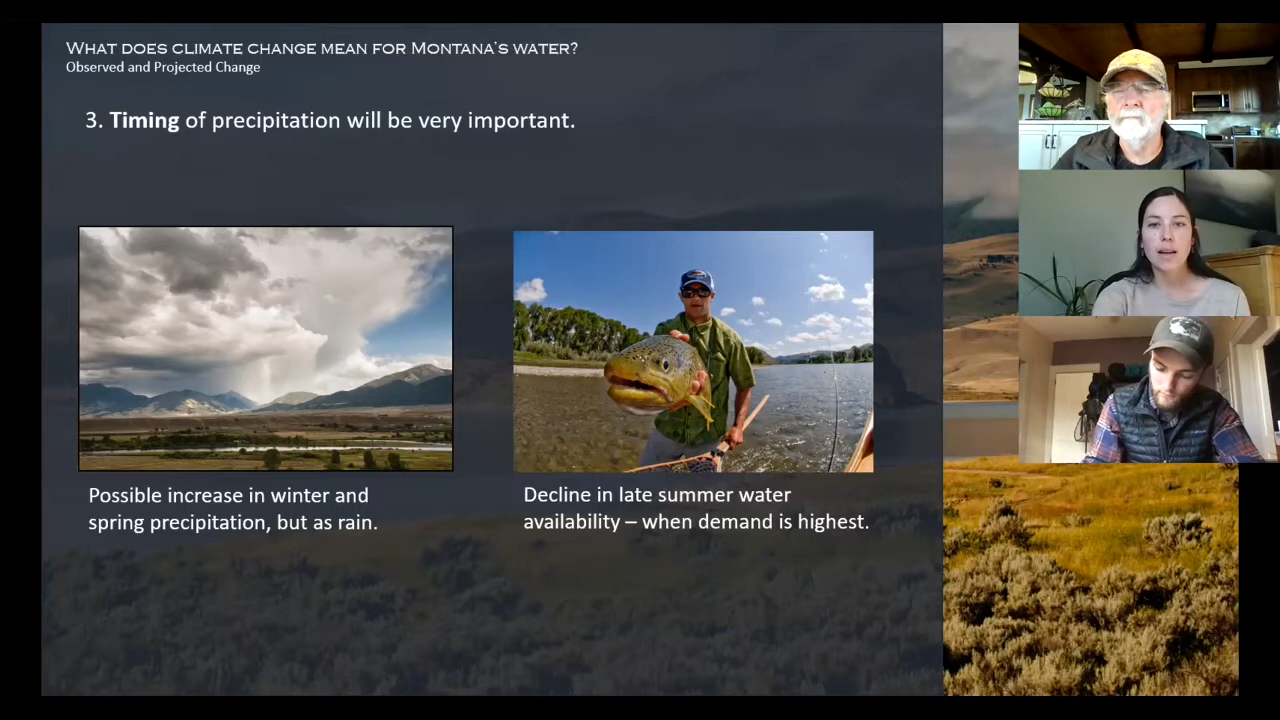 WHAT DOES CLIMATE CHANGE MEAN FOR MONTANA'S WATER?
Observed and Projected Change
3. Timing of precipitation will be very important.
Possible increase in winter and
spring precipitation, but as rain.
Decline in late summer water
availability – when demand is highest.